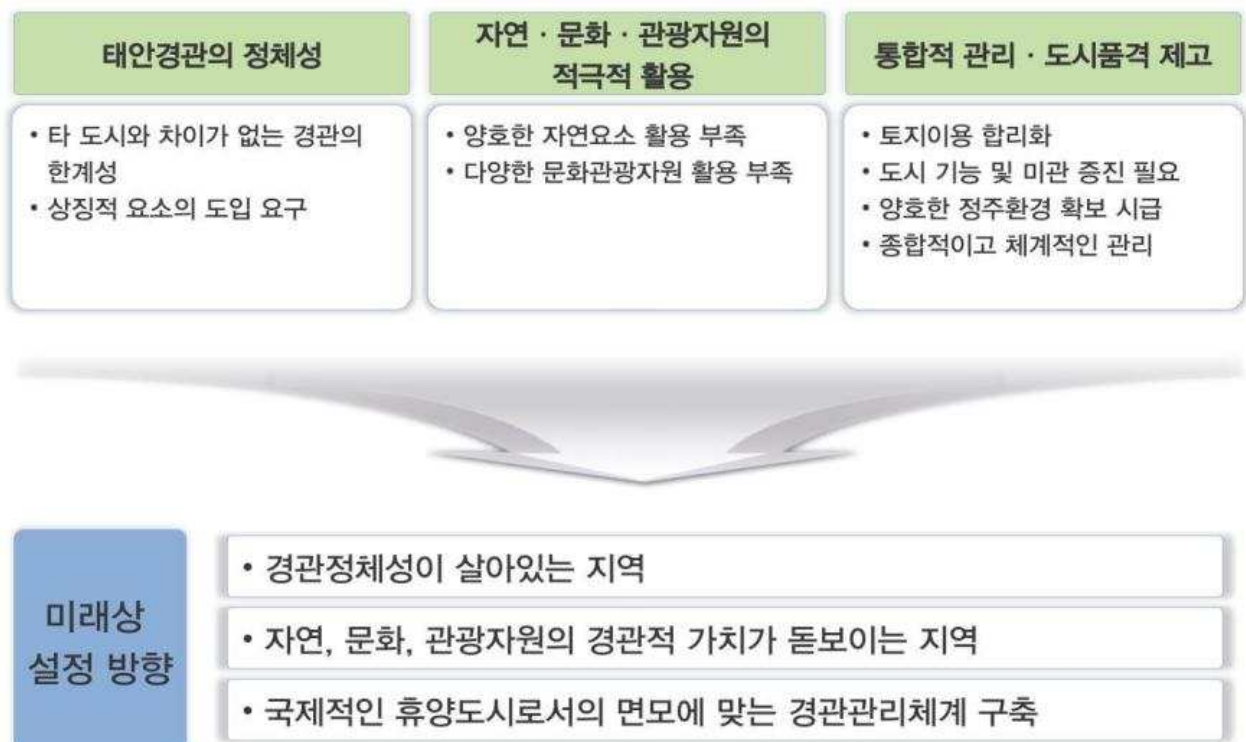 태안경관의 정체성
• 타 도시와 차이가 없는 경관의
한계성
• 상징적 요소의 도입 요구
자연 · 문화 · 관광자원의
적극적 활용
• 양호한 자연요소 활용 부족
• 다양한 문화관광자원 활용 부족
통합적 관리 · 도시품격 제고
• 토지이용 합리화
• 도시 기능 및 미관 증진 필요
• 양호한 정주환경 확보 시급
• 종합적이고 체계적인 관리
미래상
설정 방향
• 경관정체성이 살아있는 지역
• 자연, 문화, 관광자원의 경관적 가치가 돋보이는 지역
• 국제적인 휴양도시로서의 면모에 맞는 경관관리체계 구축